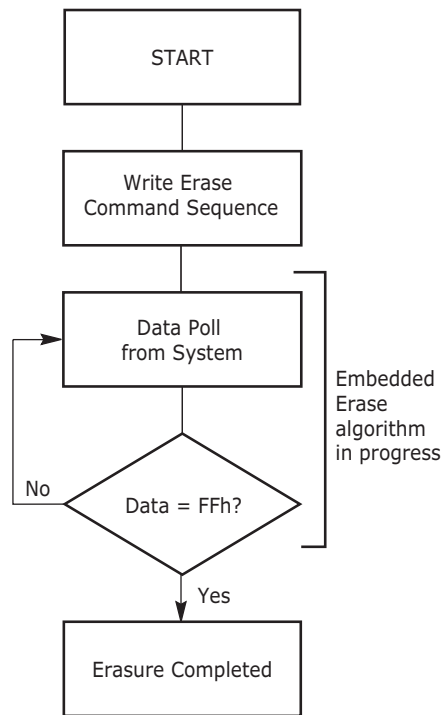 START
Write Erase
Command Sequence
Data Poll
from System
Embedded
Erase
algorithm
in progress
No
Data = FFh?
Yes
Erasure Completed